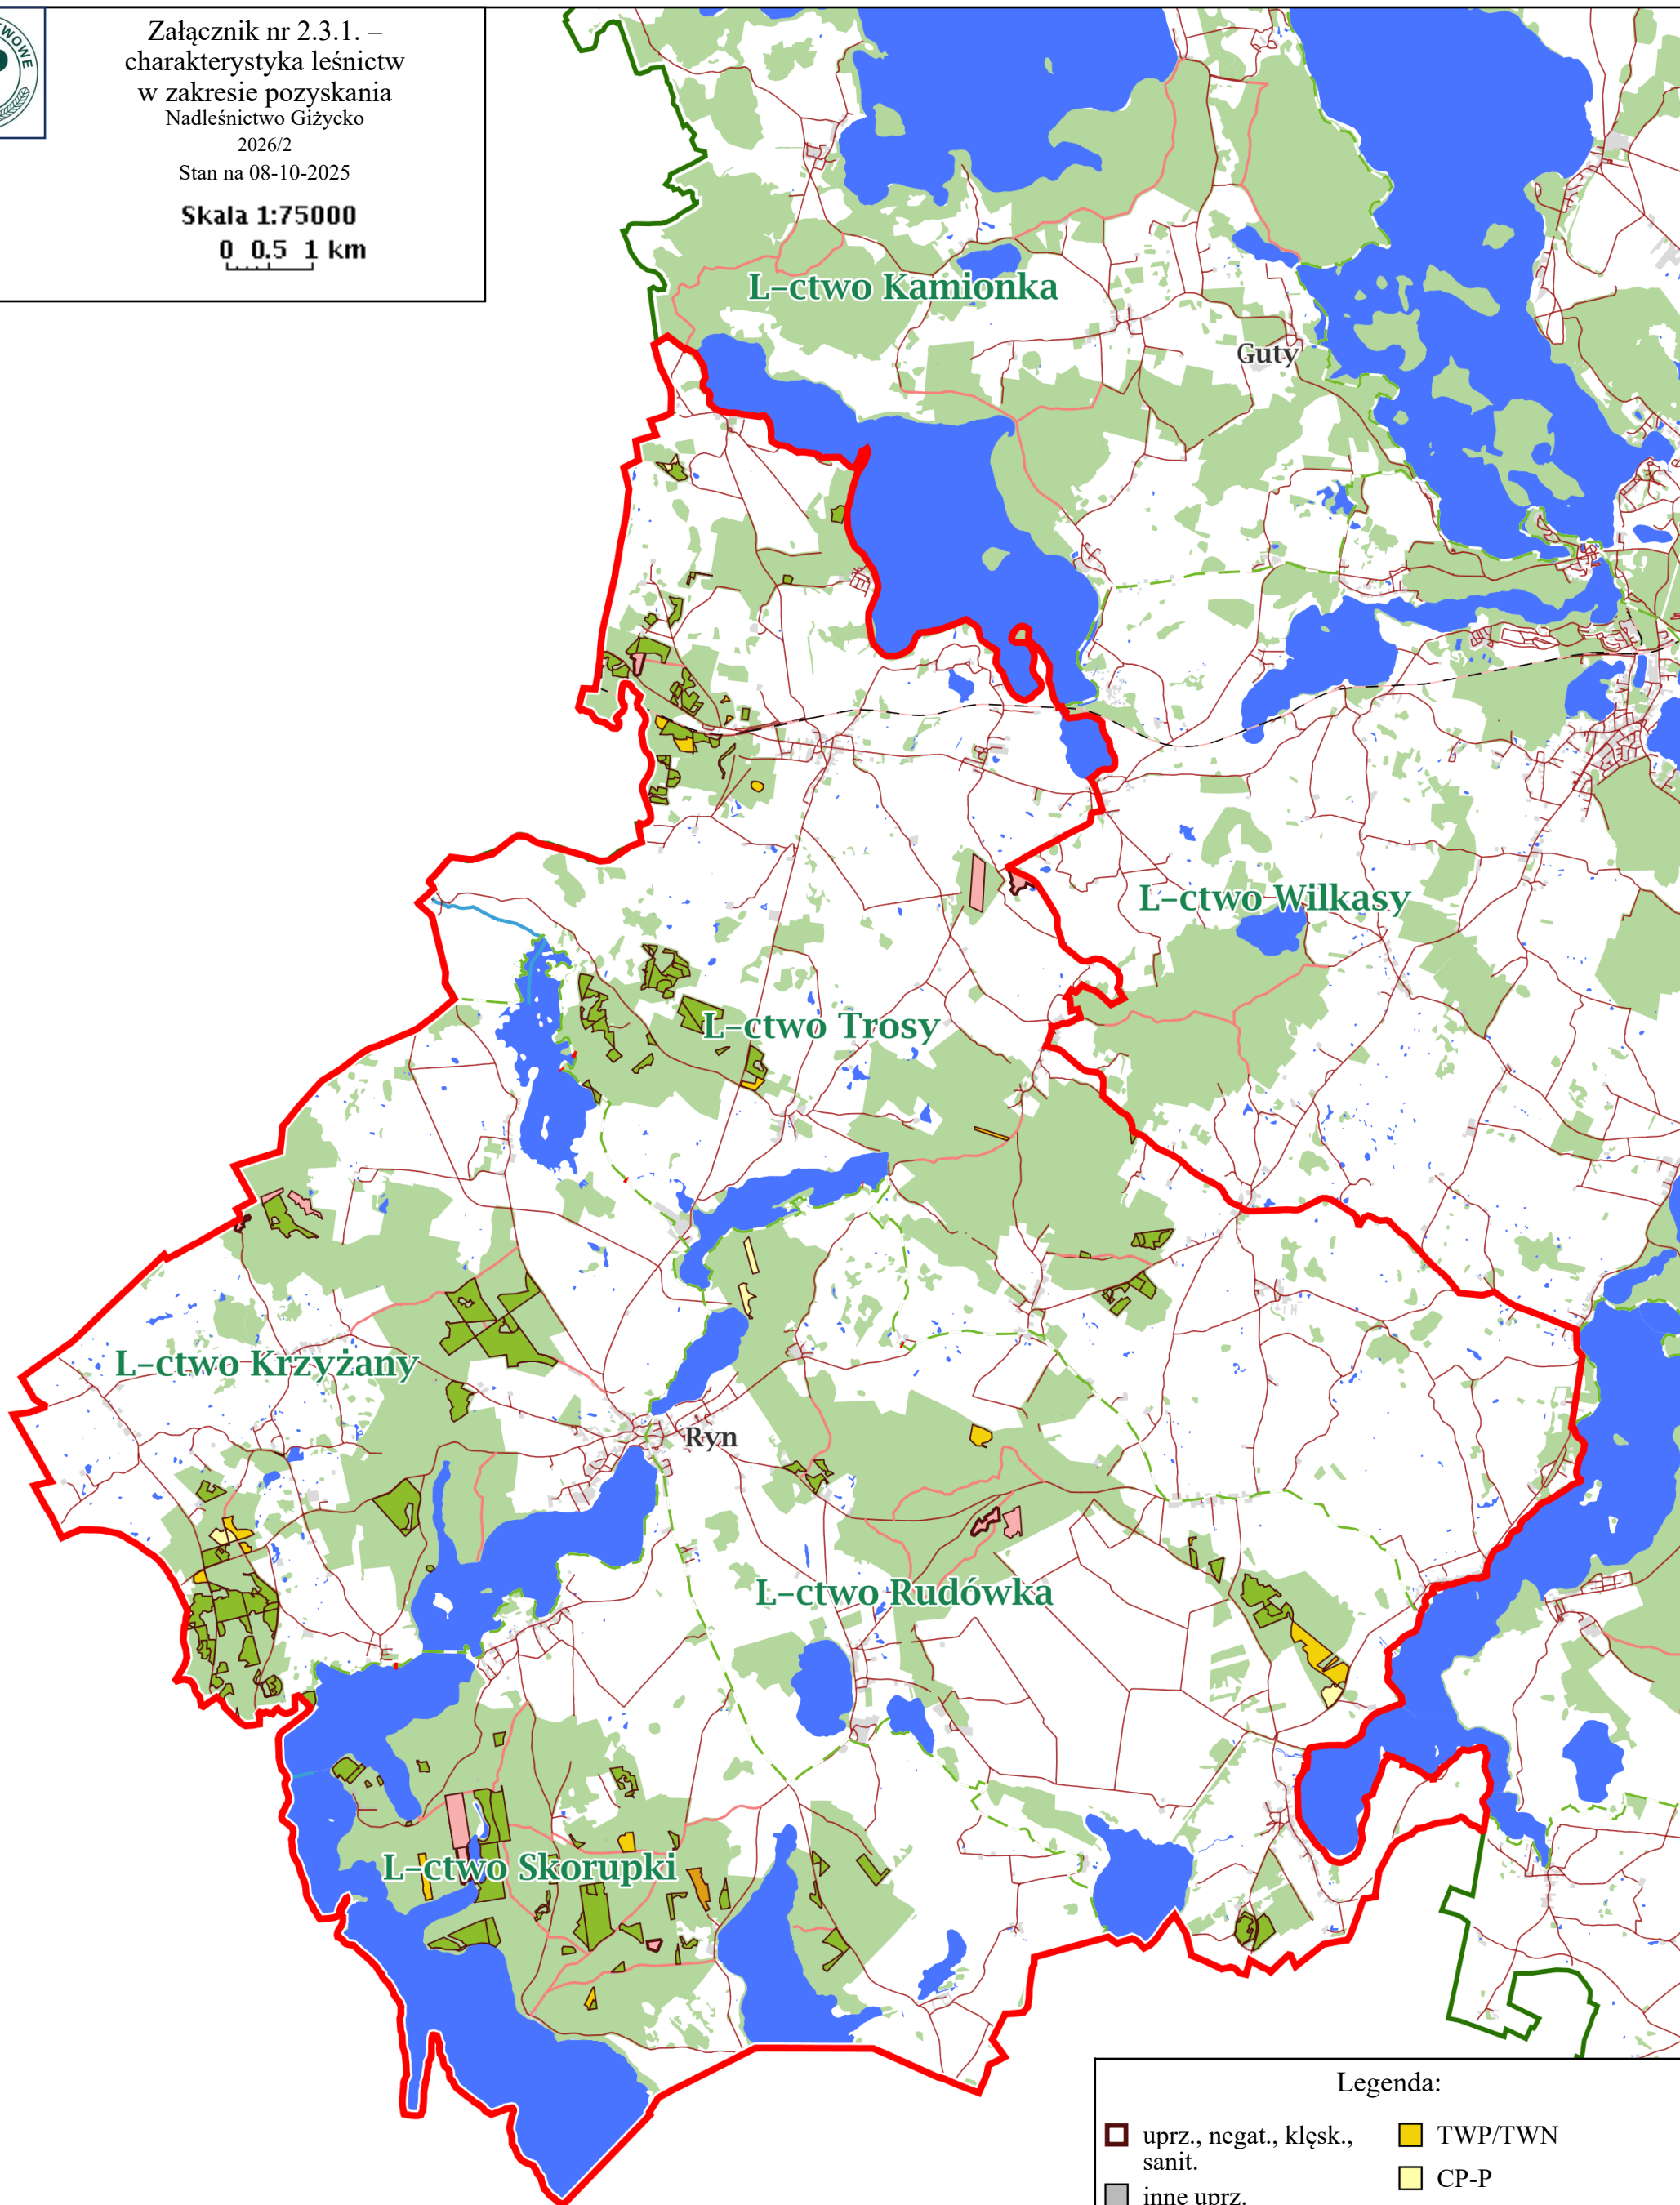 Załącznik nr 2.3.1. –
charakterystyka leśnictw
w zakresie pozyskania
Nadleśnictwo Giżycko
2026/2
Stan na 08-10-2025
Skala 1:75000
0 0.5 1 km
L-ctwo Kamionka
Guty
L-ctwo Wilkasy
L-ctwo Trosy
L-ctwo Krzyżany
Ryn
L-ctwo Rudówka
L-ctwo Skorupki
Legenda:
uprz., negat., klęsk.,
sanit.
inne uprz.
TWP/TWN
CP-P